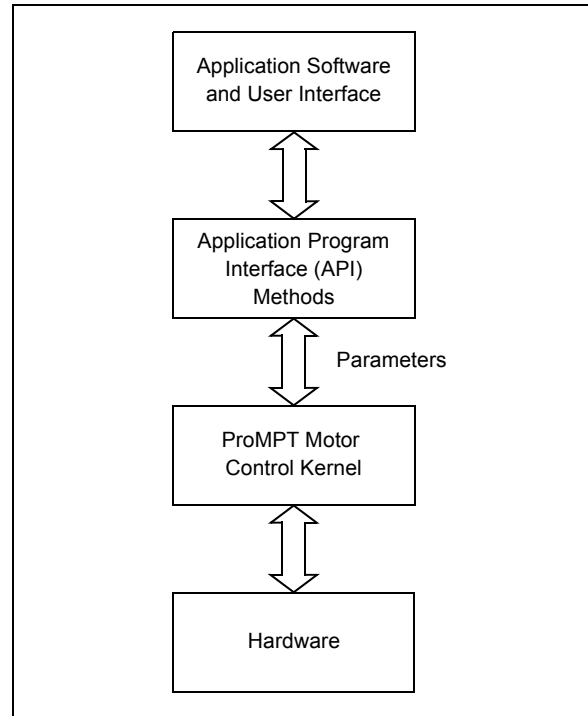 Application Software
and User Interface
Application Program
Interface (API)
Methods
Parameters
ProMPT Motor
Control Kernel
Hardware